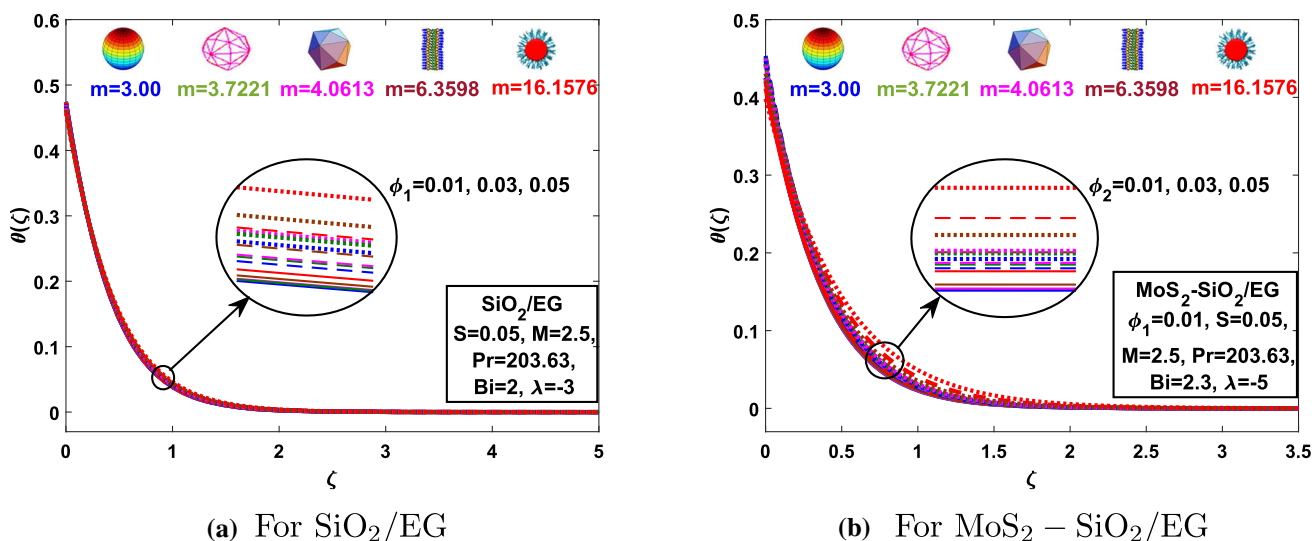 m=3.00 m=3.7221 m=4.0613 m=6.3598 m=16.1576
0.6
0.5
0.4
0.3
0.2
0.1
0
θ(ζ)
ϕ₁=0.01, 0.03, 0.05
SiO₂/EG
S=0.05, M=2.5,
Pr=203.63,
Bi=2, λ=-3
0 1 2 3 4 5
ζ
(a) For SiO₂/EG
m=3.00 m=3.7221 m=4.0613 m=6.3598 m=16.1576
0.5
0.4
0.3
0.2
0.1
0
θ(ζ)
ϕ₂=0.01, 0.03, 0.05
MoS₂-SiO₂/EG
ϕ₁=0.01, S=0.05,
M=2.5, Pr=203.63,
Bi=2.3, λ=-5
0 0.5 1 1.5 2 2.5 3 3.5
ζ
(b) For MoS₂ − SiO₂/EG